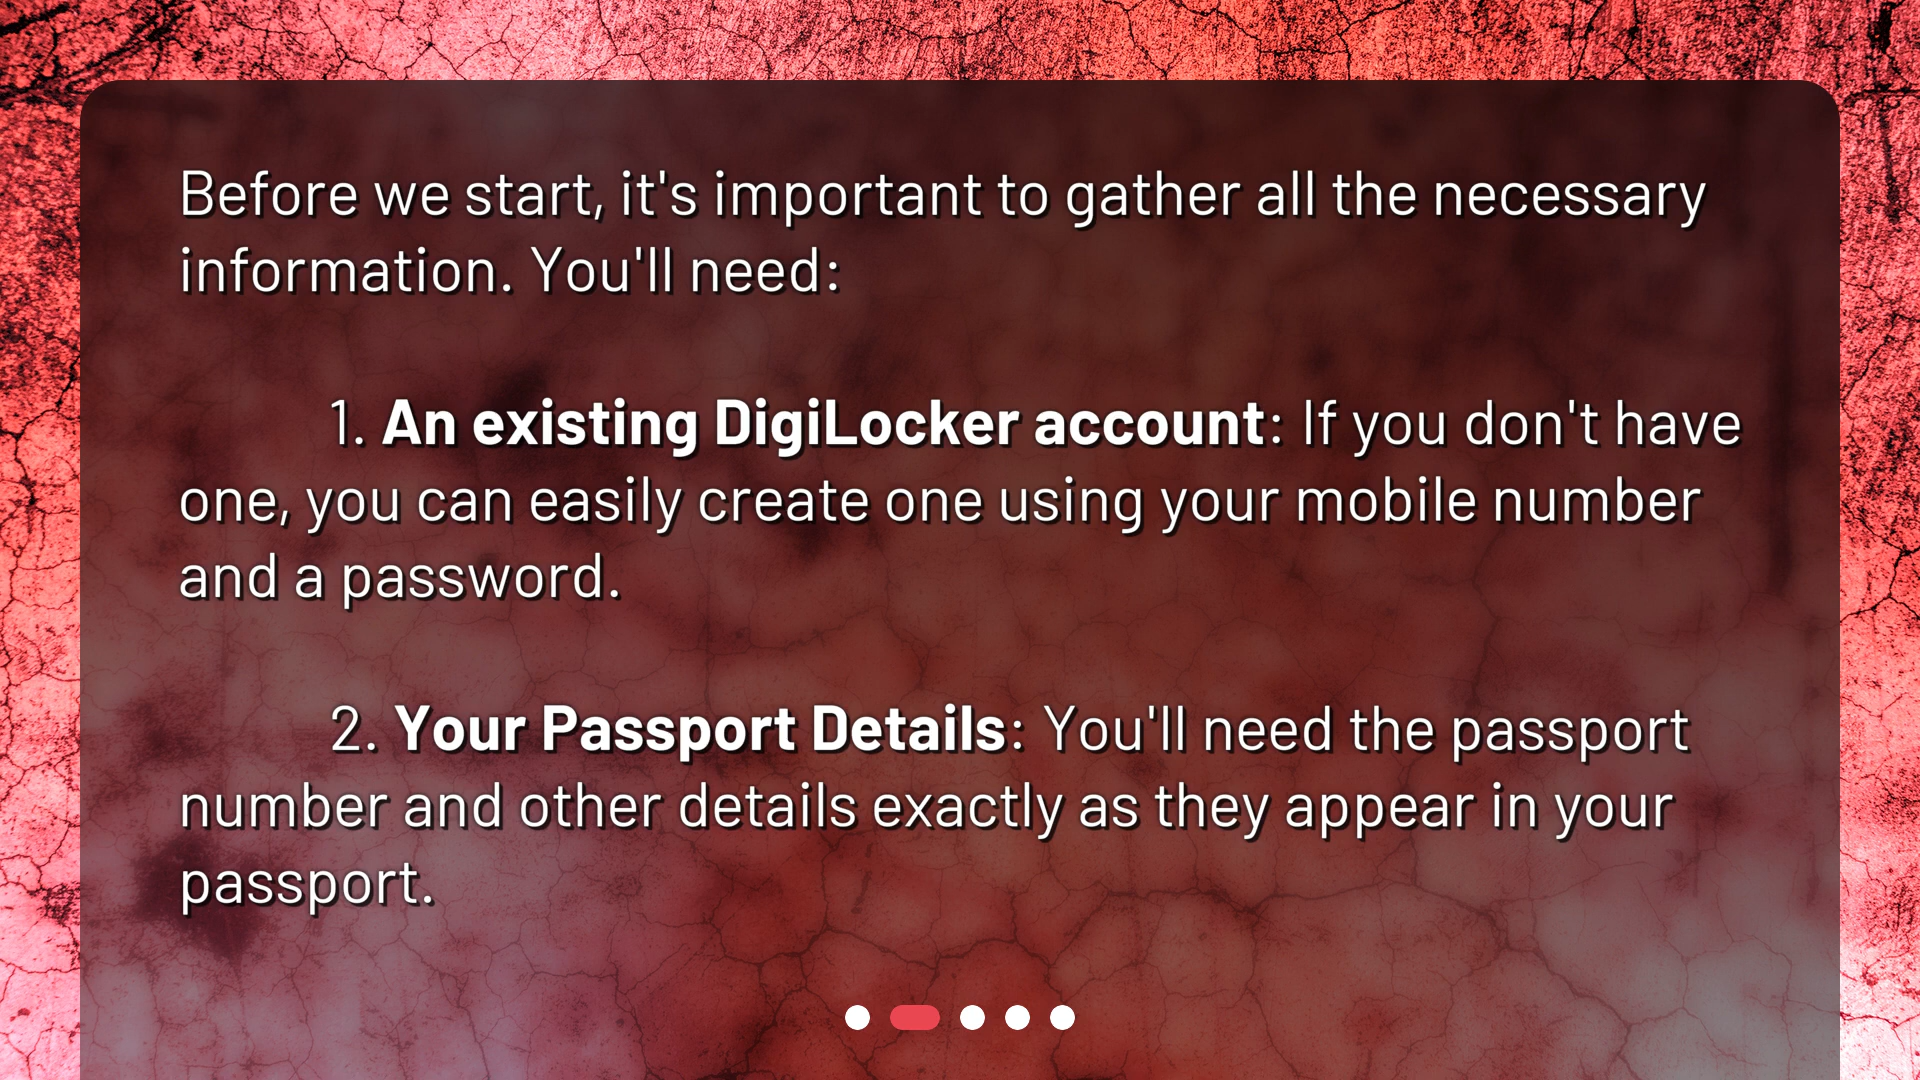 Before we start, it's important to gather all the necessary
information. You'll need:
1. An existing DigiLocker account: If you don't have
one, you can easily create one using your mobile number
and a password.
2. Your Passport Details: You'll need the passport
number and other details exactly as they appear in your
passport.